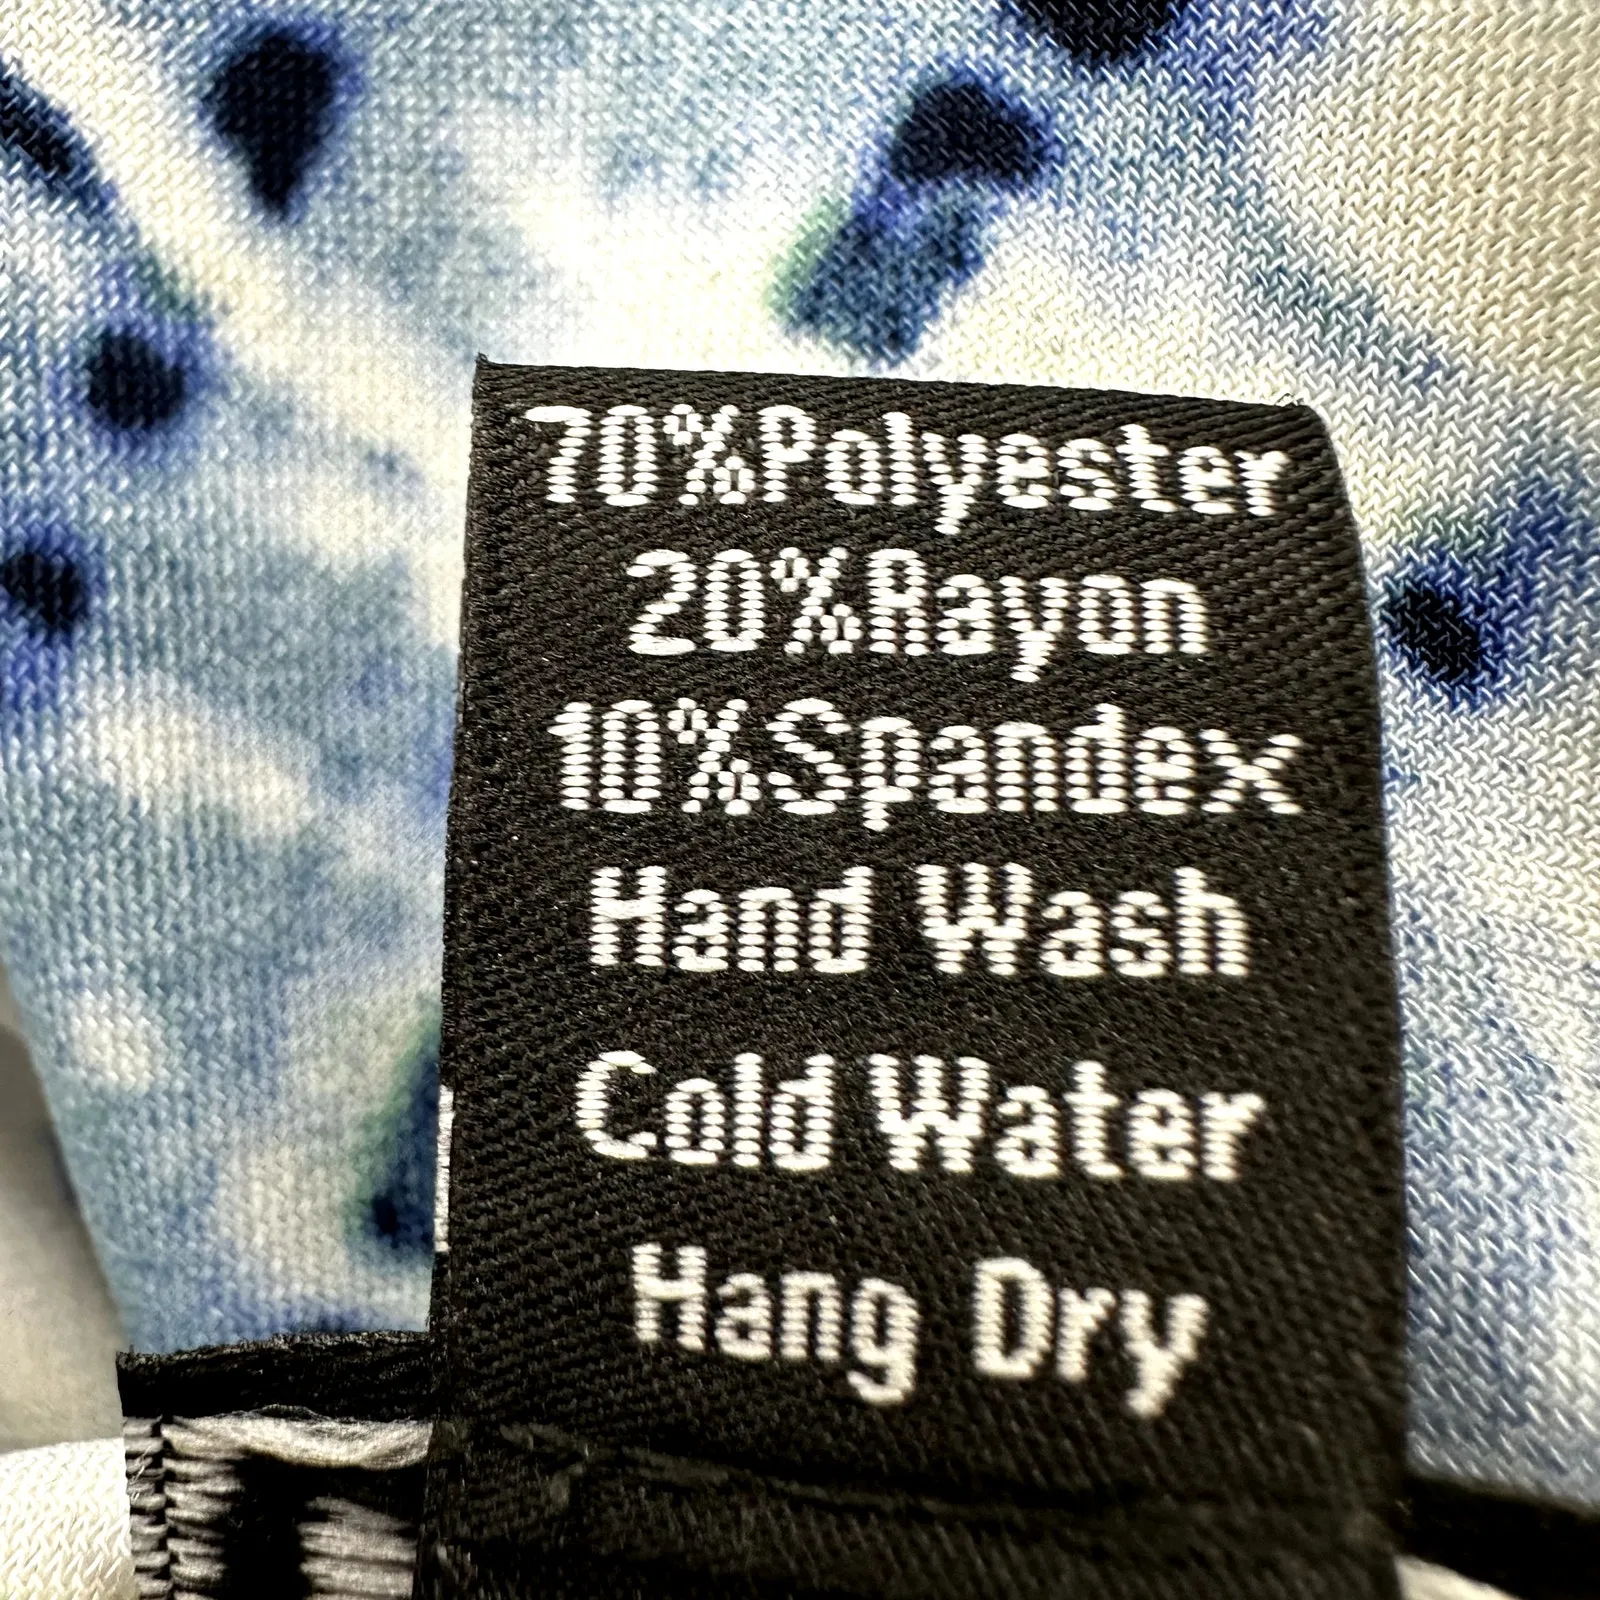 70%Polyester
20%Rayon
10%Spandex
Hand Wash
Cold Water
Hang Dry